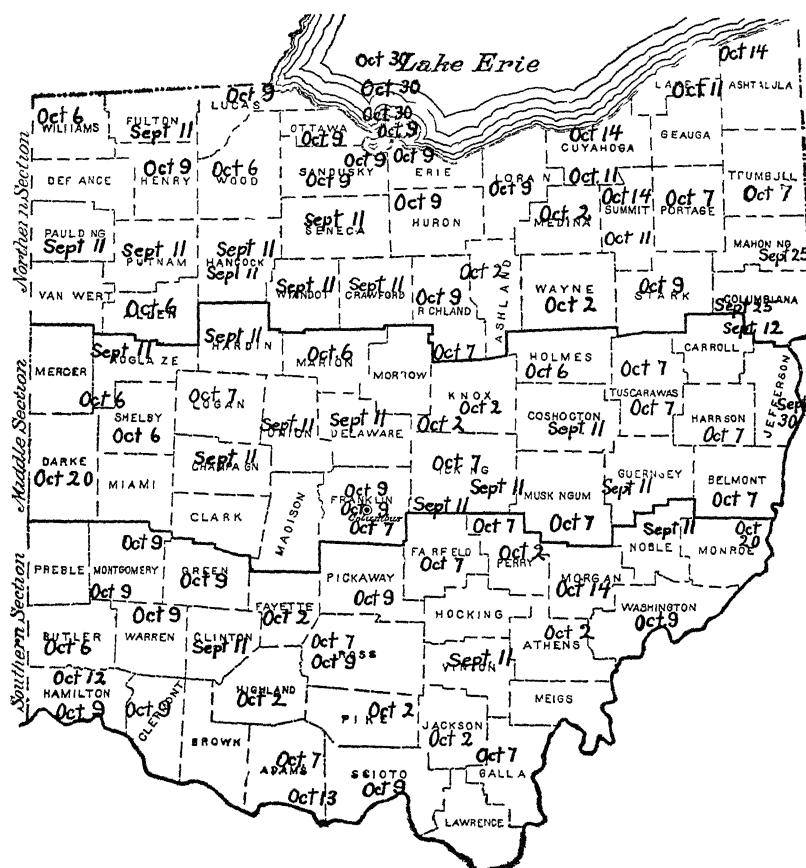 Oct 30 Lake Erie
Oct 30
Oct 30
Oct 9
Oct 14
ASHTABULA
Oct 11
Oct 9
LUCAS
Oct 6
WILLIAMS
FULTON
Sept 11
OTTAWA
Oct 9
Oct 14
CUYAHOGA
GEAUGA
DEFIANCE
Oct 9
HENRY
Oct 6
WOOD
SANDUSKY
Oct 9
Oct 9
Oct 9
ERIE
LORAIN
Oct 9
Oct 11
Oct 14
SUMMIT
Oct 11
Oct 7
PORTAGE
TRUMBULL
Oct 7
Northern Section
PAULDING
Sept 11
Sept 11
PUTNAM
Sept 11
HANCOCK
Sept 11
Sept 11
SENECA
Oct 9
HURON
Oct 2
MEDINA
MAHONING
Sept 25
VAN WERT
Oct 6
ALLEN
Sept 11
WYANDOT
Sept 11
CRAWFORD
Oct 9
RICHLAND
Oct 2
ASHLAND
WAYNE
Oct 2
Oct 9
STARK
COLUMBIANA
Sept 25
Sept 12
Middle Section
MERCER
Oct 6
Sept 11
AUGLAIZE
Sept 11
HARDIN
Oct 6
MARION
MORROW
Oct 7
HOLMES
Oct 6
Oct 7
TUSCARAWAS
Oct 7
CARROLL
JEFFERSON
Sept 30
SHELBY
Oct 6
Oct 7
LOGAN
Sept 11
UNION
Sept 11
DELAWARE
KNOX
Oct 2
Oct 2
COSHOCTON
Sept 11
HARRISON
Oct 7
DARKE
Oct 20
MIAMI
Sept 11
CHAMPAIGN
CLARK
MADISON
Oct 9
FRANKLIN
Oct 9
Columbus
Oct 7
Oct 7
LICKING
Sept 11
Sept 11
MUSKINGUM
Oct 7
GUERNSEY
Sept 11
BELMONT
Oct 7
Southern Section
PREBLE
Oct 9
MONTGOMERY
Oct 9
GREEN
Oct 9
PICKAWAY
Oct 9
FAIRFIELD
Oct 7
Oct 7
Oct 2
PERRY
MORGAN
Oct 14
Sept 11
NOBLE
Oct 20
MONROE
BUTLER
Oct 6
Oct 9
WARREN
CLINTON
Sept 11
FAYETTE
Oct 2
Oct 7
Oct 9
ROSS
HOCKING
Sept 11
VINTON
Oct 2
ATHENS
WASHINGTON
Oct 9
Oct 12
HAMILTON
Oct 9
Oct 9
CLERMONT
BROWN
HIGHLAND
Oct 2
Oct 2
PIKE
JACKSON
Oct 2
MEIGS
Oct 7
ADAMS
Oct 13
SCIOTO
Oct 9
Oct 7
GALLIA
LAWRENCE